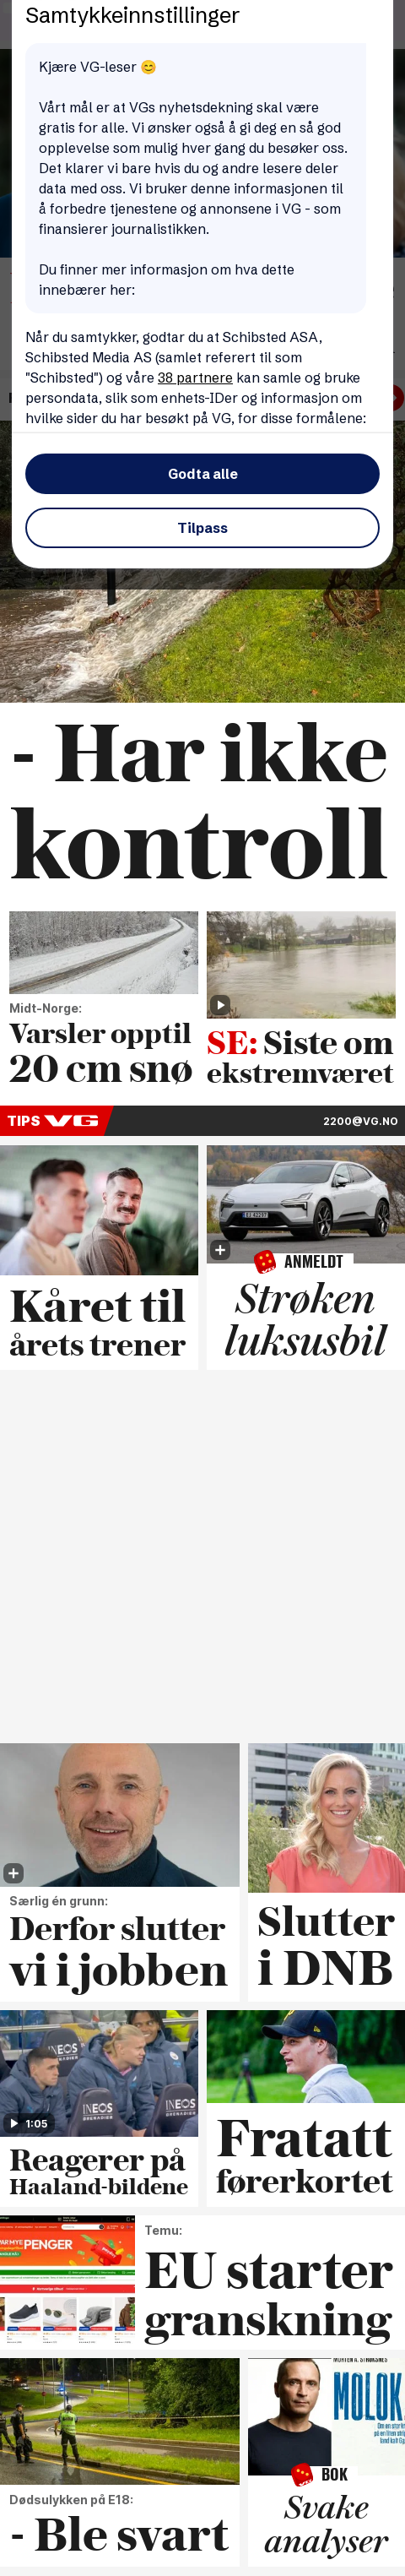 Samtykkeinnstillinger
Kjære VG-leser 😊
Vårt mål er at VGs nyhetsdekning skal være
gratis for alle. Vi ønsker også å gi deg en så god
opplevelse som mulig hver gang du besøker oss.
Det klarer vi bare hvis du og andre lesere deler
data med oss. Vi bruker denne informasjonen til
å forbedre tjenestene og annonsene i VG - som
finansierer journalistikken.
Du finner mer informasjon om hva dette
innebærer her:
Når du samtykker, godtar du at Schibsted ASA,
Schibsted Media AS (samlet referert til som
"Schibsted") og våre 38 partnere kan samle og bruke
persondata, slik som enhets-IDer og informasjon om
hvilke sider du har besøkt på VG, for disse formålene:
Godta alle
Tilpass
- Har ikke
kontroll
Midt-Norge:
Varsler opptil
20 cm snø
SE: Siste om
ekstremværet
TIPS VG
2200@VG.NO
Kåret til
årets trener
ANMELDT
Strøken
luksusbil
Særlig én grunn:
Derfor slutter
vi i jobben
Slutter
i DNB
INEOS
INEOS
1:05
Reagerer på
Haaland-bildene
Fratatt
førerkortet
PENGER
Temu:
EU starter
granskning
Dødsulykken på E18:
- Ble svart
MOLOK
BOK
Svake
analyser